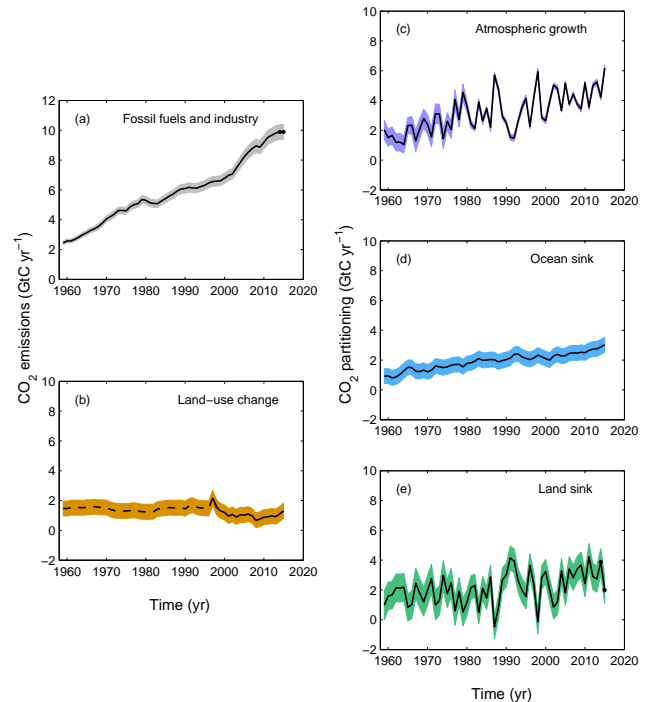 (a) Fossil fuels and industry
12
10
8
6
4
2
0
1960 1970 1980 1990 2000 2010 2020
(b) Land−use change
10
8
6
4
2
0
−2
1960 1970 1980 1990 2000 2010 2020
CO2 emissions (GtC yr−1)
Time (yr)
(c) Atmospheric growth
10
8
6
4
2
0
−2
1960 1970 1980 1990 2000 2010 2020
(d) Ocean sink
10
8
6
4
2
0
−2
1960 1970 1980 1990 2000 2010 2020
(e) Land sink
10
8
6
4
2
0
−2
1960 1970 1980 1990 2000 2010 2020
CO2 partitioning (GtC yr−1)
Time (yr)